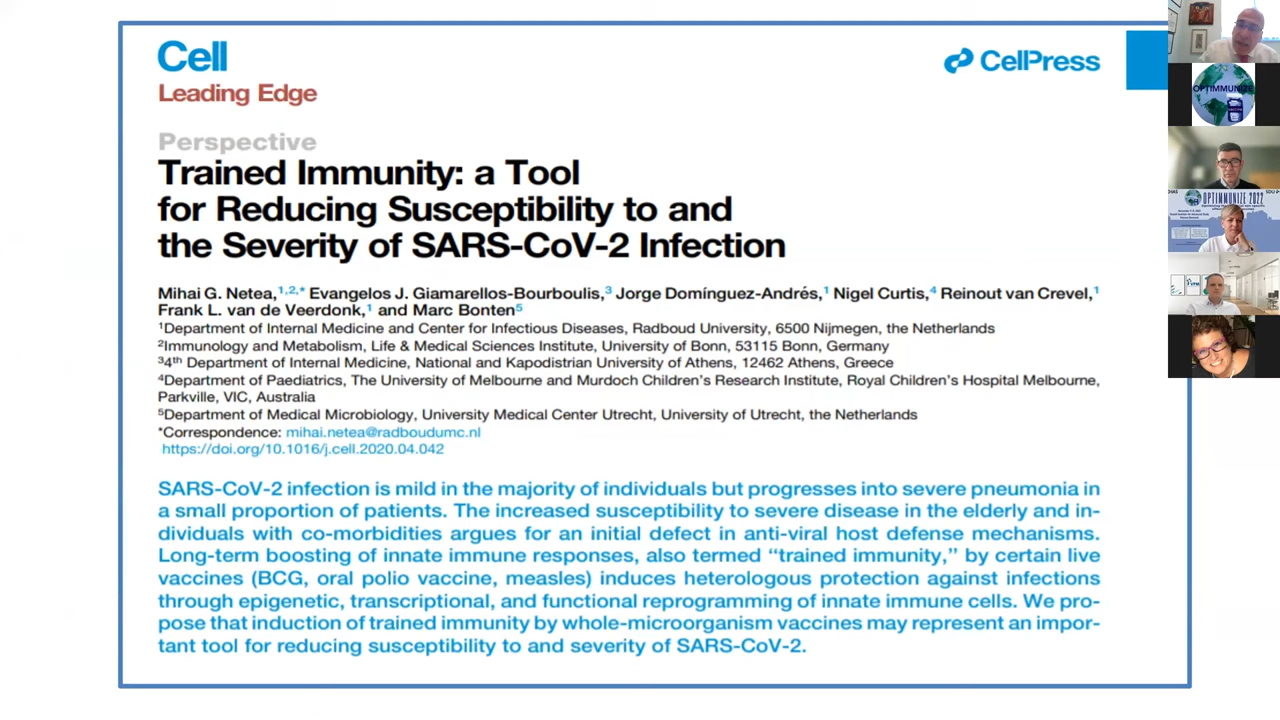 Cell
CellPress
Leading Edge
Perspective
Trained Immunity: a Tool
for Reducing Susceptibility to and
the Severity of SARS-CoV-2 Infection
Mihai G. Netea,1,2,* Evangelos J. Giamarellos-Bourboulis,3 Jorge Domínguez-Andrés,1 Nigel Curtis,4 Reinout van Crevel,1
Frank L. van de Veerdonk,1 and Marc Bonten5
1Department of Internal Medicine and Center for Infectious Diseases, Radboud University, 6500 Nijmegen, the Netherlands
2Immunology and Metabolism, Life & Medical Sciences Institute, University of Bonn, 53115 Bonn, Germany
34th Department of Internal Medicine, National and Kapodistrian University of Athens, 12462 Athens, Greece
4Department of Paediatrics, The University of Melbourne and Murdoch Children's Research Institute, Royal Children's Hospital Melbourne,
Parkville, VIC, Australia
5Department of Medical Microbiology, University Medical Center Utrecht, University of Utrecht, the Netherlands
*Correspondence: mihai.netea@radboudumc.nl
https://doi.org/10.1016/j.cell.2020.04.042
SARS-CoV-2 infection is mild in the majority of individuals but progresses into severe pneumonia in
a small proportion of patients. The increased susceptibility to severe disease in the elderly and in-
dividuals with co-morbidities argues for an initial defect in anti-viral host defense mechanisms.
Long-term boosting of innate immune responses, also termed “trained immunity,” by certain live
vaccines (BCG, oral polio vaccine, measles) induces heterologous protection against infections
through epigenetic, transcriptional, and functional reprogramming of innate immune cells. We pro-
pose that induction of trained immunity by whole-microorganism vaccines may represent an impor-
tant tool for reducing susceptibility to and severity of SARS-CoV-2.
OPTIMMUNIZE
OPTIMMUNIZE 2022